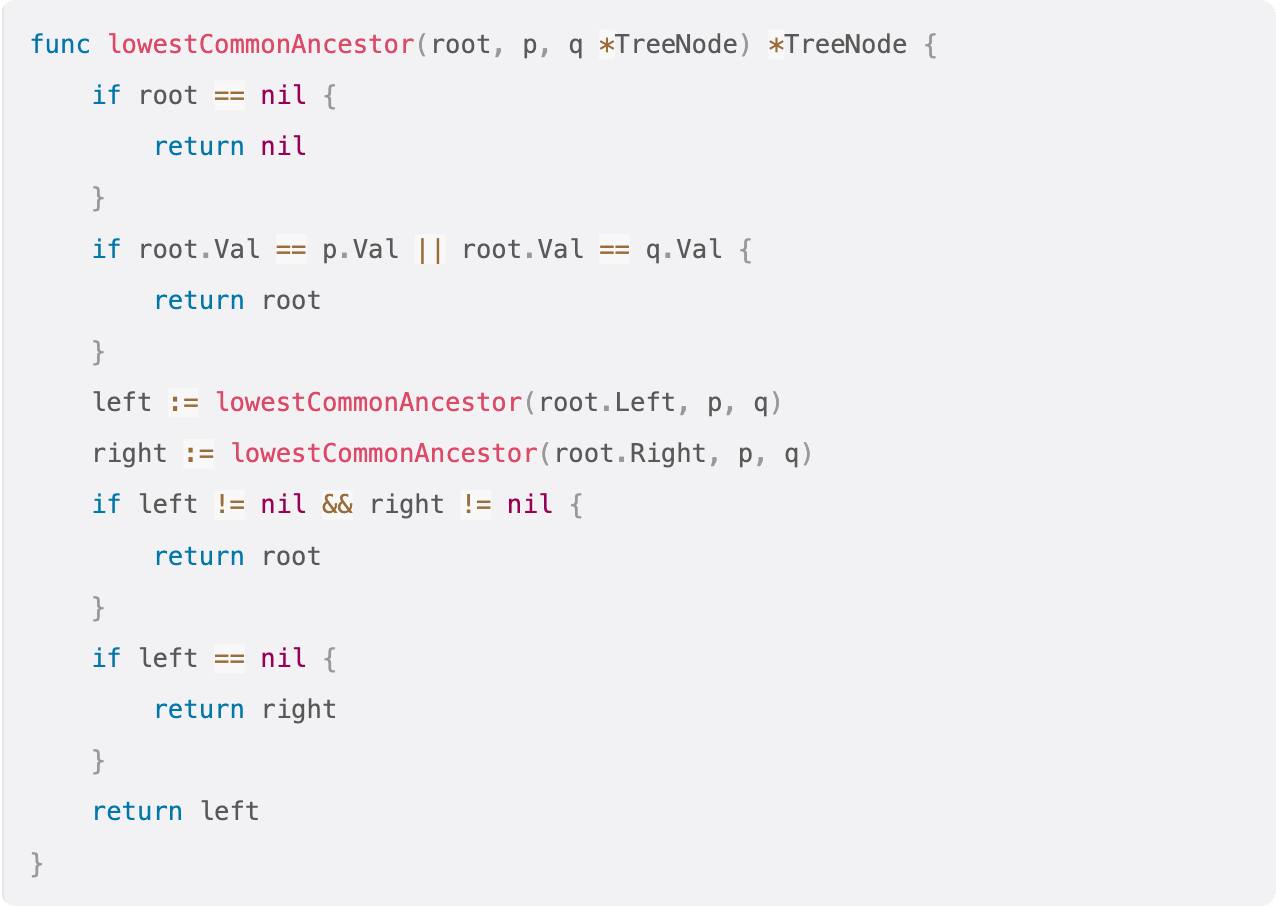 func lowestCommonAncestor(root, p, q *TreeNode) *TreeNode {
    if root == nil {
        return nil
    }
    if root.Val == p.Val || root.Val == q.Val {
        return root
    }
    left := lowestCommonAncestor(root.Left, p, q)
    right := lowestCommonAncestor(root.Right, p, q)
    if left != nil && right != nil {
        return root
    }
    if left == nil {
        return right
    }
    return left
}